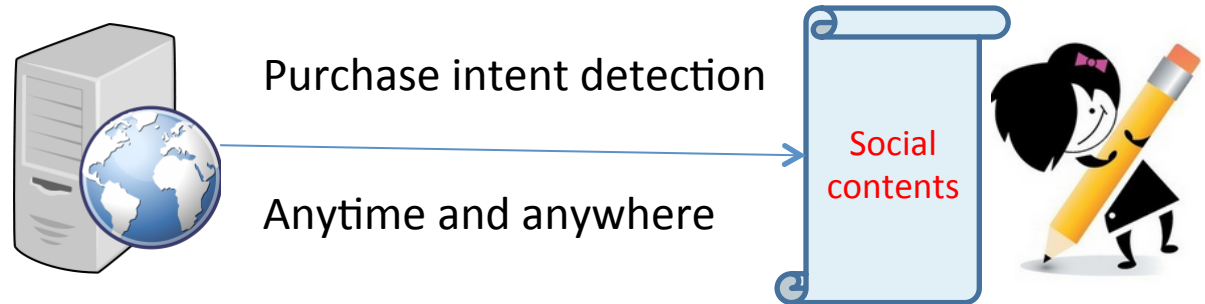 Purchase intent detection
Anytime and anywhere
Social
contents